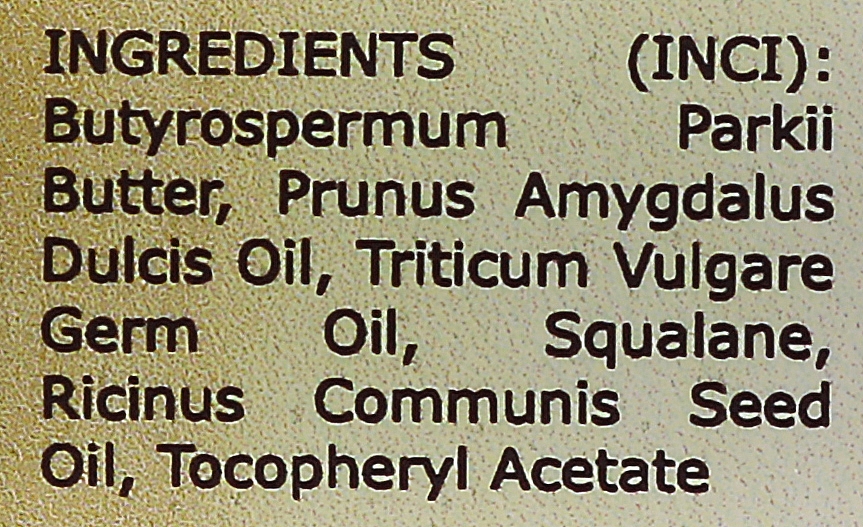 INGREDIENTS (INCI):
Butyrospermum Parkii
Butter, Prunus Amygdalus
Dulcis Oil, Triticum Vulgare
Germ Oil, Squalane,
Ricinus Communis Seed
Oil, Tocopheryl Acetate